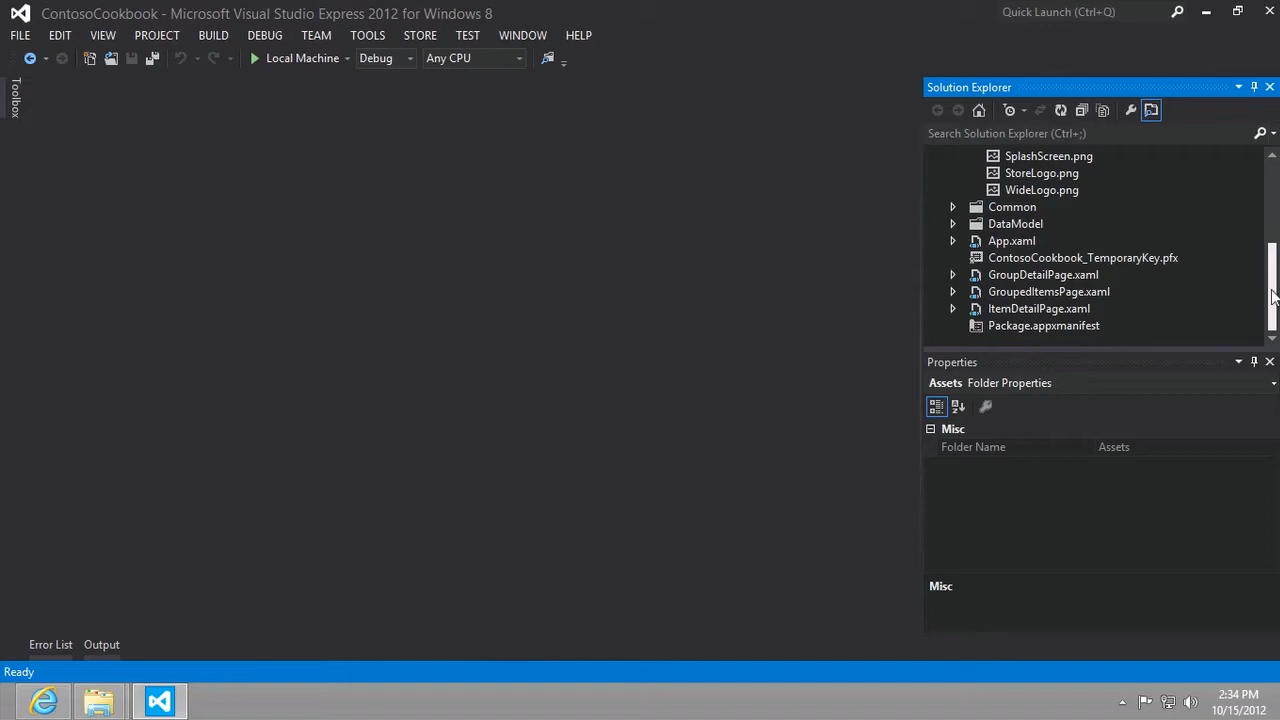 ContosoCookbook - Microsoft Visual Studio Express 2012 for Windows 8
Quick Launch (Ctrl+Q)
FILE EDIT VIEW PROJECT BUILD DEBUG TEAM TOOLS STORE TEST WINDOW HELP
Local Machine Debug Any CPU
Toolbox
Solution Explorer
Search Solution Explorer (Ctrl+;)
SplashScreen.png
StoreLogo.png
WideLogo.png
Common
DataModel
App.xaml
ContosoCookbook_TemporaryKey.pfx
GroupDetailPage.xaml
GroupedItemsPage.xaml
ItemDetailPage.xaml
Package.appxmanifest
Properties
Assets Folder Properties
Misc
Folder Name Assets
Misc
Error List Output
Ready
2:34 PM
10/15/2012